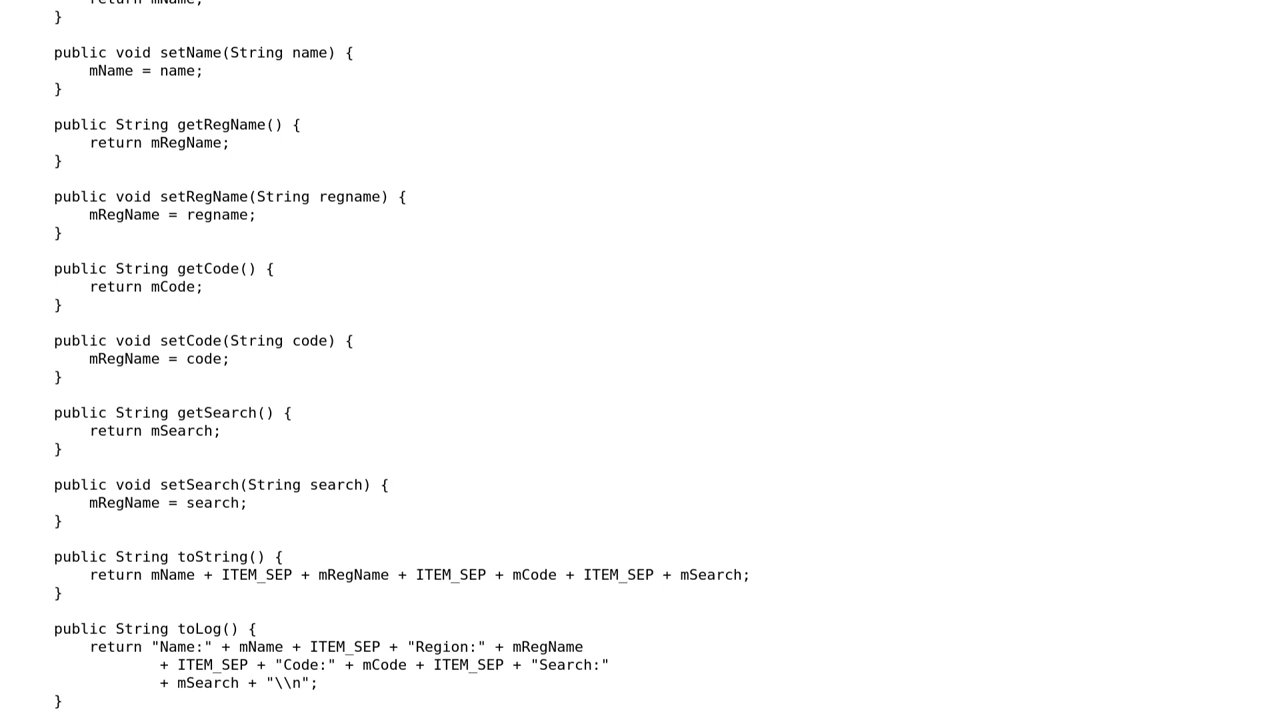 return mName;
}

public void setName(String name) {
    mName = name;
}

public String getRegName() {
    return mRegName;
}

public void setRegName(String regname) {
    mRegName = regname;
}

public String getCode() {
    return mCode;
}

public void setCode(String code) {
    mRegName = code;
}

public String getSearch() {
    return mSearch;
}

public void setSearch(String search) {
    mRegName = search;
}

public String toString() {
    return mName + ITEM_SEP + mRegName + ITEM_SEP + mCode + ITEM_SEP + mSearch;
}

public String toLog() {
    return "Name:" + mName + ITEM_SEP + "Region:" + mRegName
            + ITEM_SEP + "Code:" + mCode + ITEM_SEP + "Search:"
            + mSearch + "\\n";
}